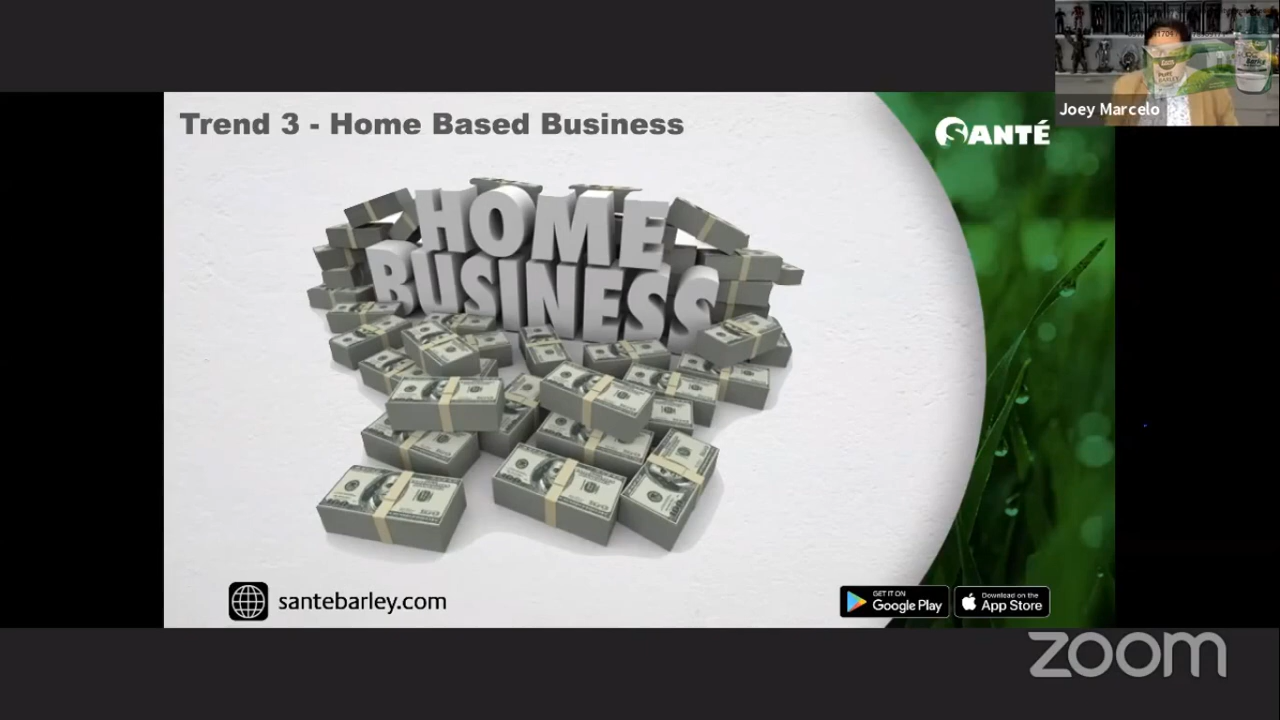 Trend 3 - Home Based Business
SANTÉ
Joey Marcelo
HOME
BUSINESS
santebarley.com
GET IT ON
Google Play
Download on the
App Store
zoom